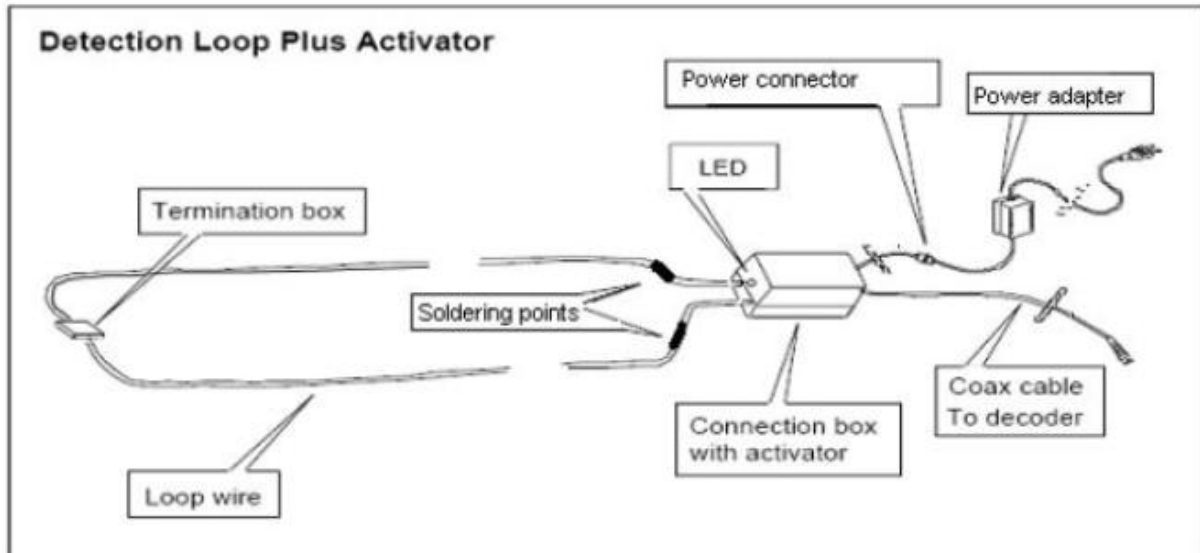 Detection Loop Plus Activator
Power connector
Power adapter
LED
Termination box
Soldering points
Coax cable
To decoder
Connection box
with activator
Loop wire